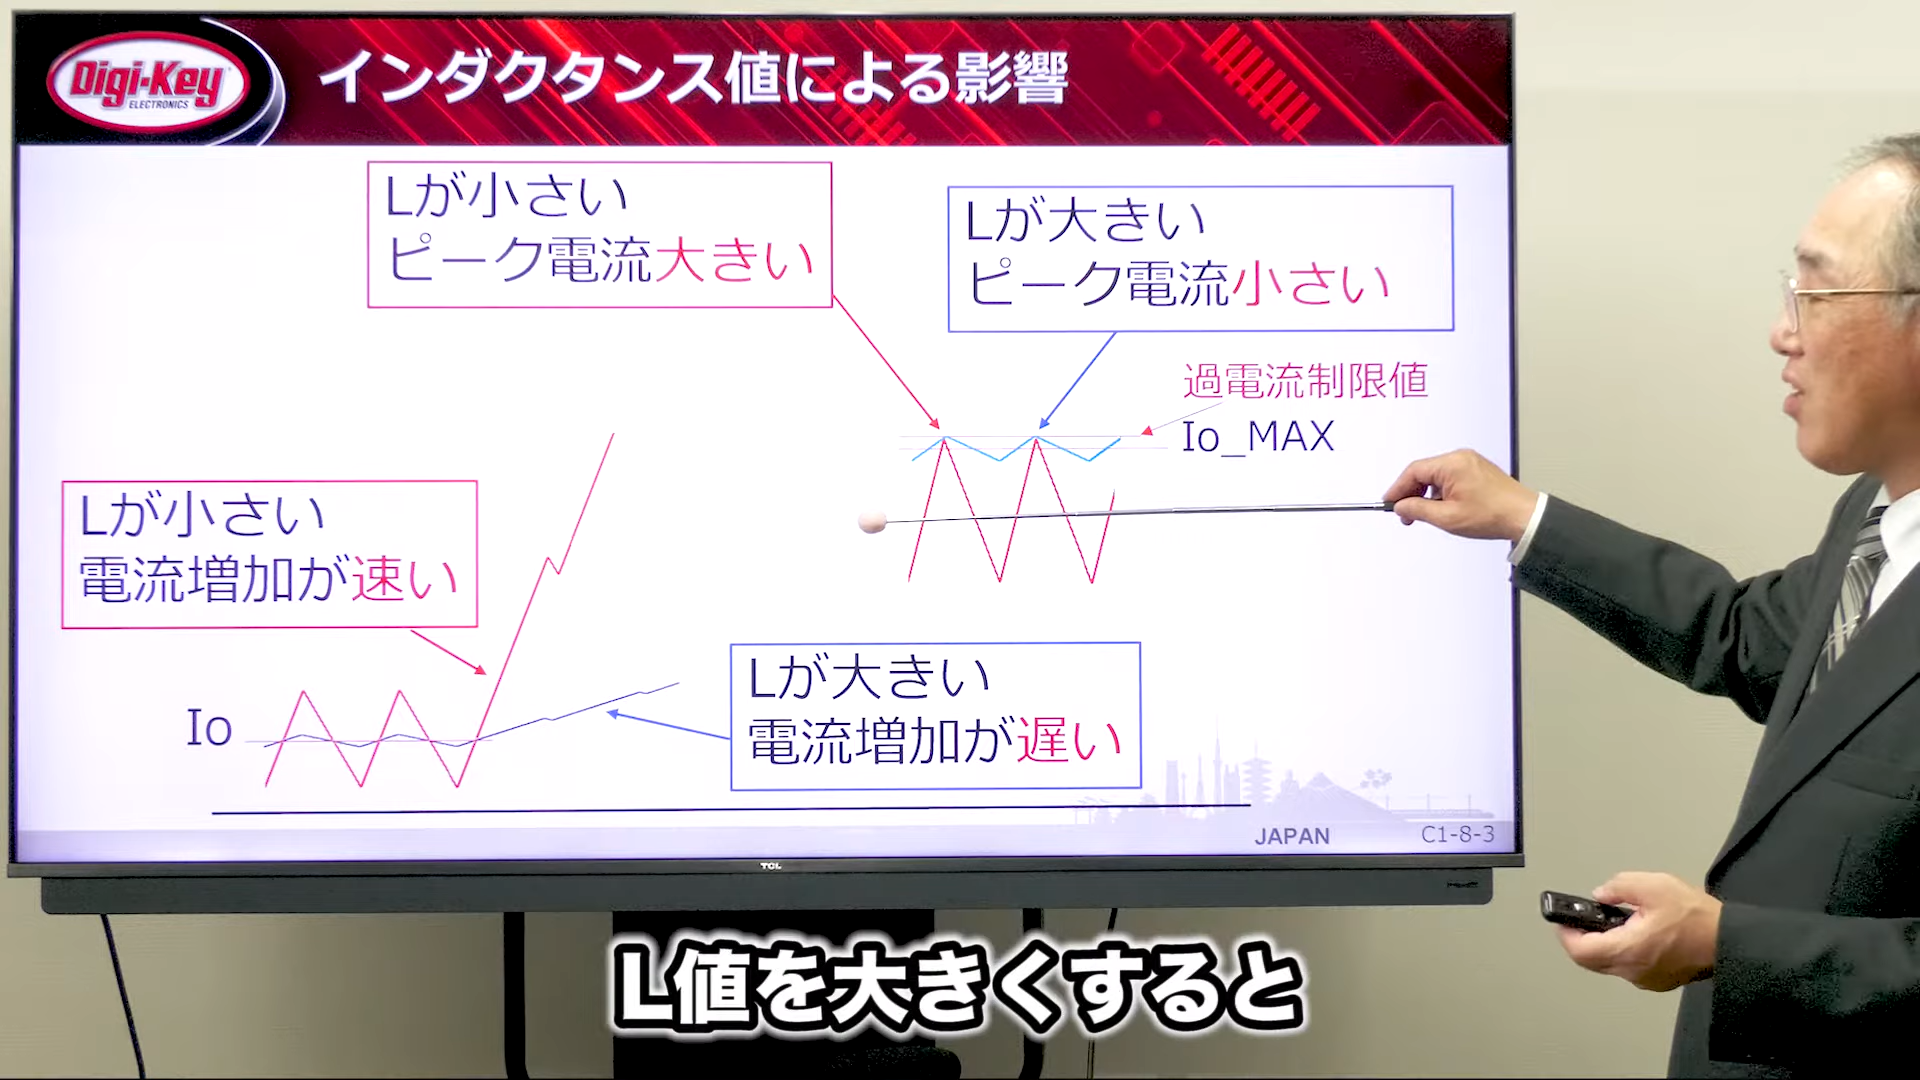 Digi-Key
ELECTRONICS
インダクタンス値による影響
Lが小さい
ピーク電流大きい
Lが大きい
ピーク電流小さい
過電流制限値
Io_MAX
Lが小さい
電流増加が速い
Io
Lが大きい
電流増加が遅い
JAPAN
C1-8-3
TCL
L値を大きくすると